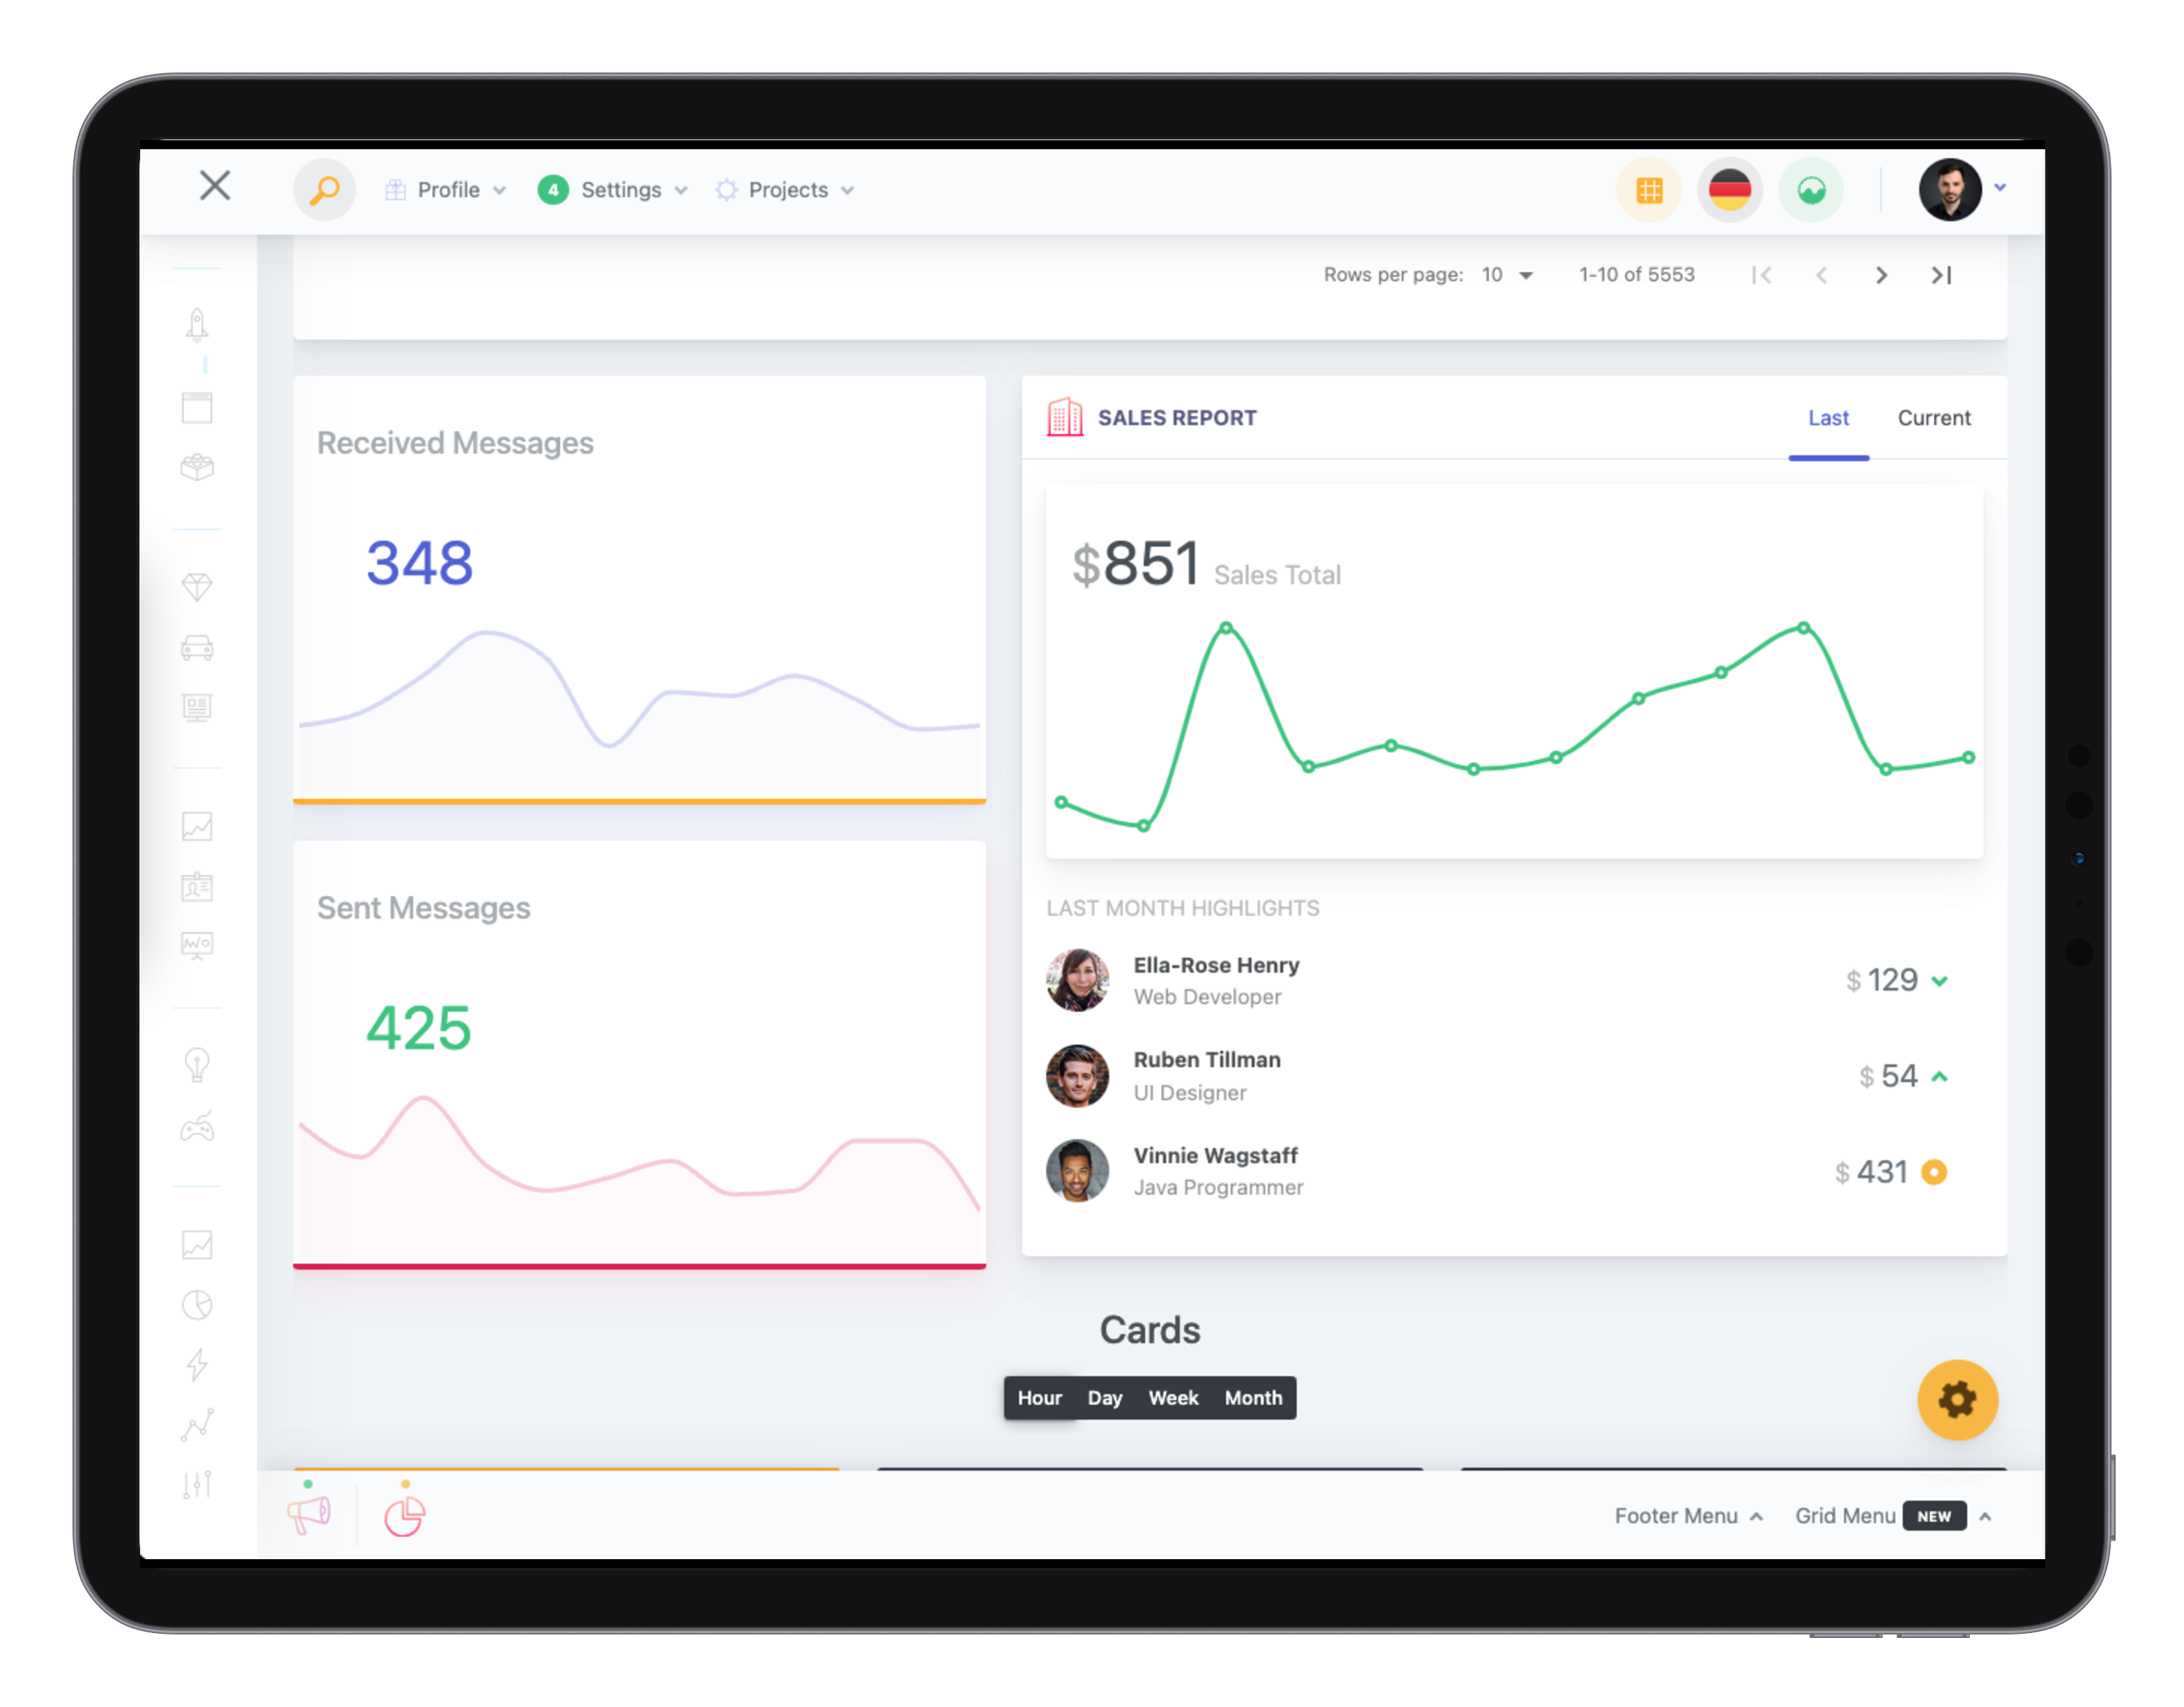 Profile
4 Settings
Projects
Rows per page: 10 1-10 of 5553
Received Messages
348
Sent Messages
425
SALES REPORT
Last Current
$851 Sales Total
LAST MONTH HIGHLIGHTS
Ella-Rose Henry
Web Developer
$ 129
Ruben Tillman
UI Designer
$ 54
Vinnie Wagstaff
Java Programmer
$ 431
Cards
Hour Day Week Month
Footer Menu Grid Menu NEW